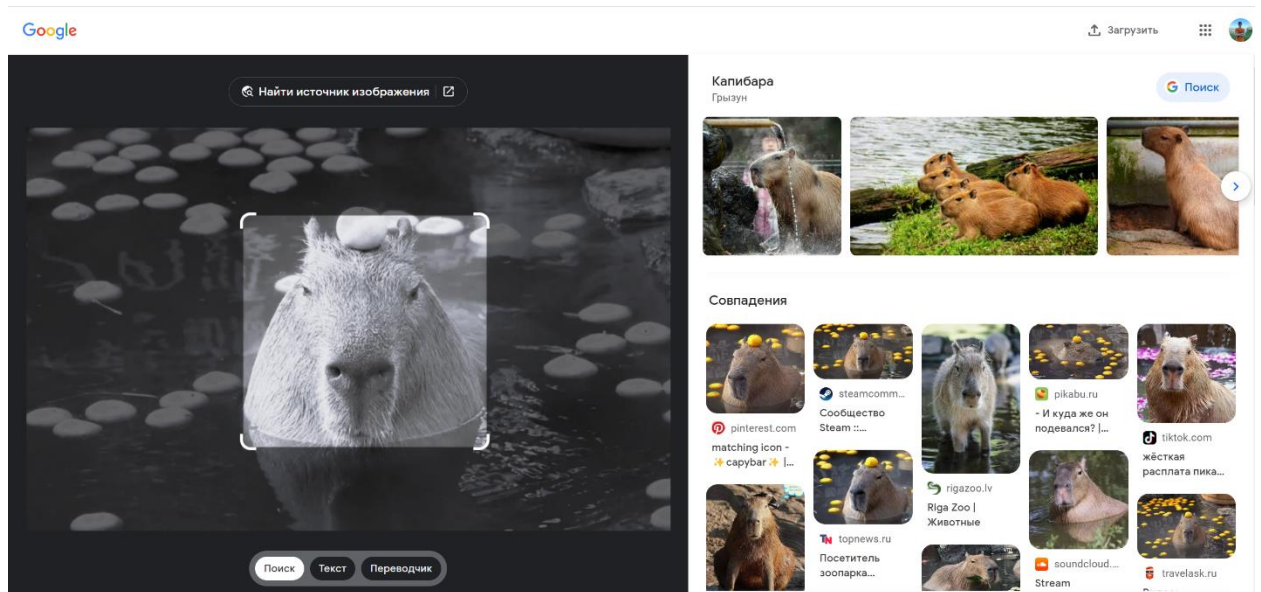 Google
Загрузить
Найти источник изображения
Капибара
Грызун
Поиск
Совпадения
pinterest.com
matching icon -
✨ capybar ✨ |...
steamcomm...
Сообщество
Steam ::...
TN topnews.ru
Посетитель
зоопарка...
rigazoo.lv
Riga Zoo |
Животные
pikabu.ru
- И куда же он
подевался? |...
soundcloud....
Stream
tiktok.com
жёсткая
расплата пика...
travelask.ru
Поиск
Текст
Переводчик